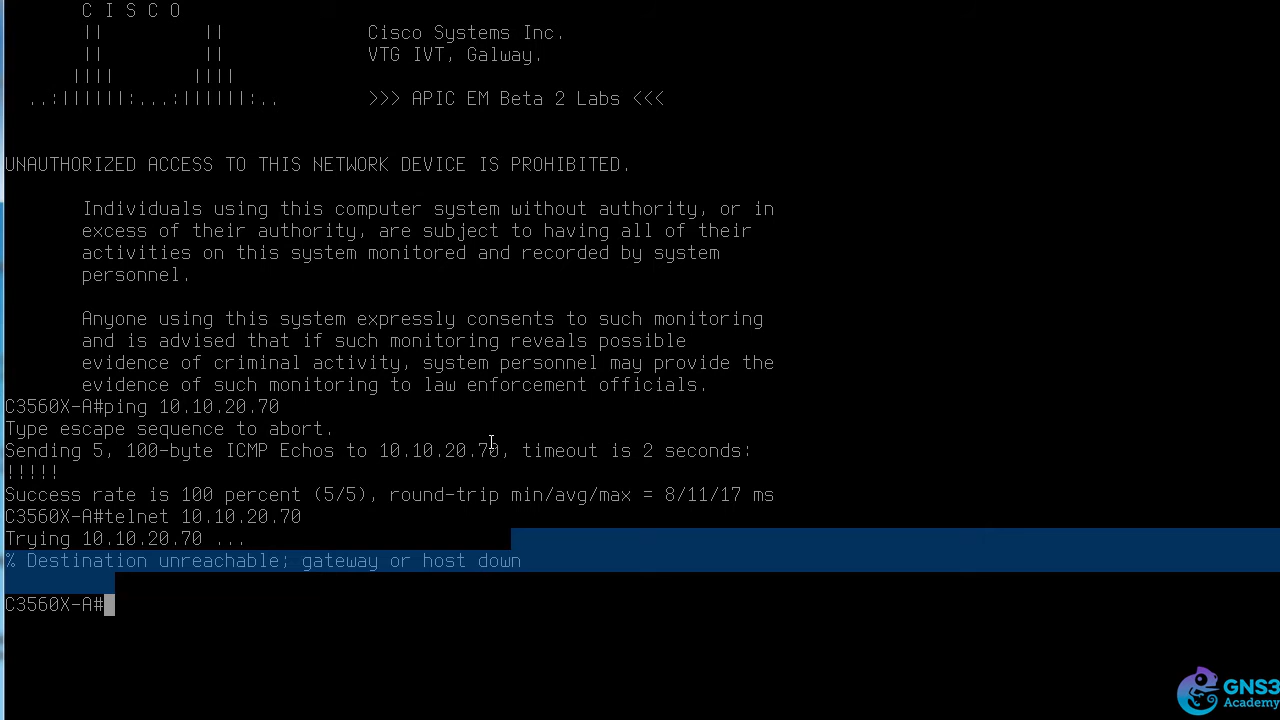 C I S C O
|| || Cisco Systems Inc.
|| || VTG IVT, Galway.
|||| ||||
..:||||||:...:||||||:.. >>> APIC EM Beta 2 Labs <<<
UNAUTHORIZED ACCESS TO THIS NETWORK DEVICE IS PROHIBITED.
Individuals using this computer system without authority, or in
excess of their authority, are subject to having all of their
activities on this system monitored and recorded by system
personnel.
Anyone using this system expressly consents to such monitoring
and is advised that if such monitoring reveals possible
evidence of criminal activity, system personnel may provide the
evidence of such monitoring to law enforcement officials.
C3560X-A#ping 10.10.20.70
Type escape sequence to abort.
Sending 5, 100-byte ICMP Echos to 10.10.20.70, timeout is 2 seconds:
!!!!!
Success rate is 100 percent (5/5), round-trip min/avg/max = 8/11/17 ms
C3560X-A#telnet 10.10.20.70
Trying 10.10.20.70 ...
% Destination unreachable; gateway or host down
C3560X-A#
GNS3
Academy